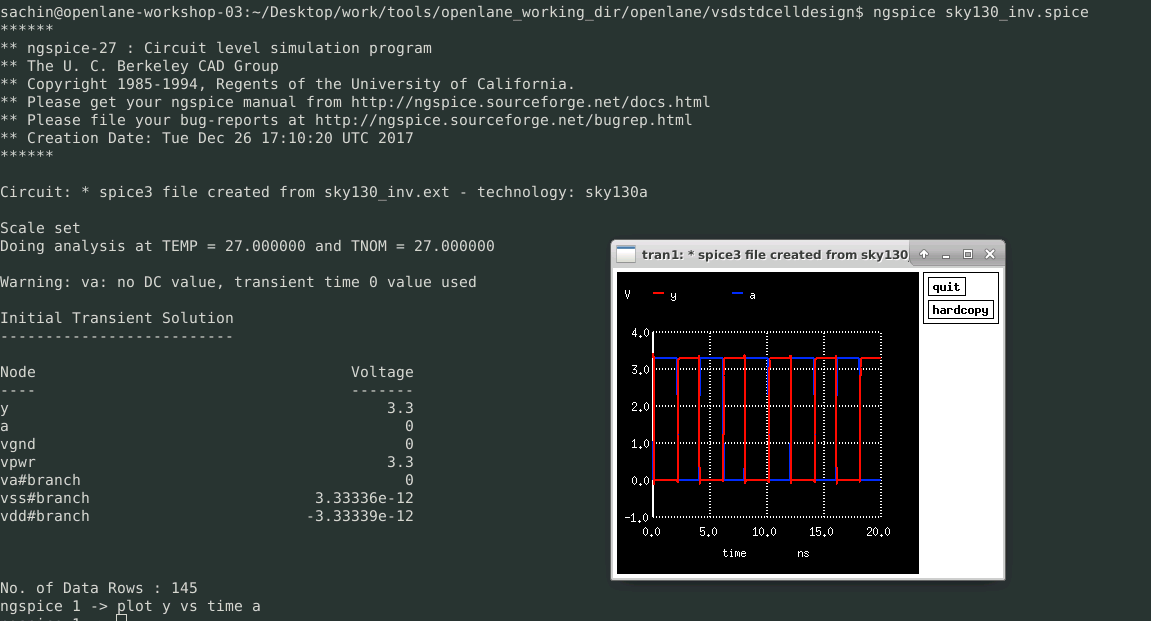 sachin@openlane-workshop-03:~/Desktop/work/tools/openlane_working_dir/openlane/vsdstdcelldesign$ ngspice sky130_inv.spice
******
** ngspice-27 : Circuit level simulation program
** The U. C. Berkeley CAD Group
** Copyright 1985-1994, Regents of the University of California.
** Please get your ngspice manual from http://ngspice.sourceforge.net/docs.html
** Please file your bug-reports at http://ngspice.sourceforge.net/bugrep.html
** Creation Date: Tue Dec 26 17:10:20 UTC 2017
******
Circuit: * spice3 file created from sky130_inv.ext - technology: sky130a
Scale set
Doing analysis at TEMP = 27.000000 and TNOM = 27.000000
Warning: va: no DC value, transient time 0 value used
Initial Transient Solution
--------------------------
Node Voltage
---- -------
y 3.3
a 0
vgnd 0
vpwr 3.3
va#branch 0
vss#branch 3.33336e-12
vdd#branch -3.33339e-12
No. of Data Rows : 145
ngspice 1 -> plot y vs time a
tran1: * spice3 file created from sky130
quit
hardcopy
V y a
4.0
3.0
2.0
1.0
0.0
-1.0
0.0 5.0 10.0 15.0 20.0
time ns